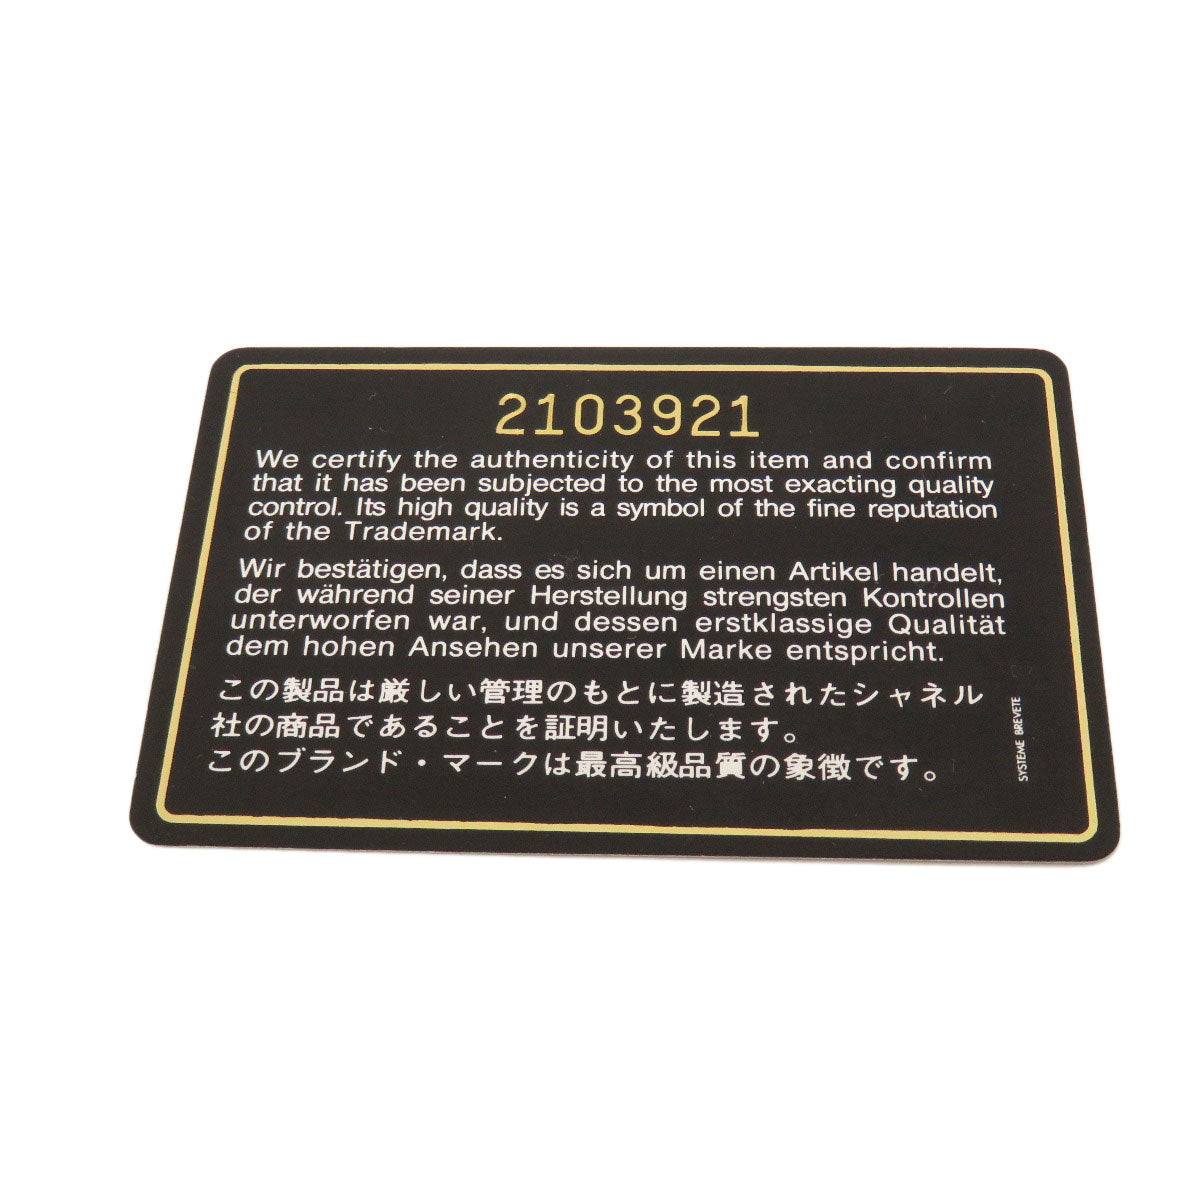 2103921
We certify the authenticity of this item and confirm
that it has been subjected to the most exacting quality
control. Its high quality is a symbol of the fine reputation
of the Trademark.
Wir bestätigen, dass es sich um einen Artikel handelt,
der während seiner Herstellung strengsten Kontrollen
unterworfen war, und dessen erstklassige Qualität
dem hohen Ansehen unserer Marke entspricht.
この製品は厳しい管理のもとに製造されたシャネル
社の商品であることを証明いたします。
このブランド・マークは最高級品質の象徴です。
SYSTEME BREVETE